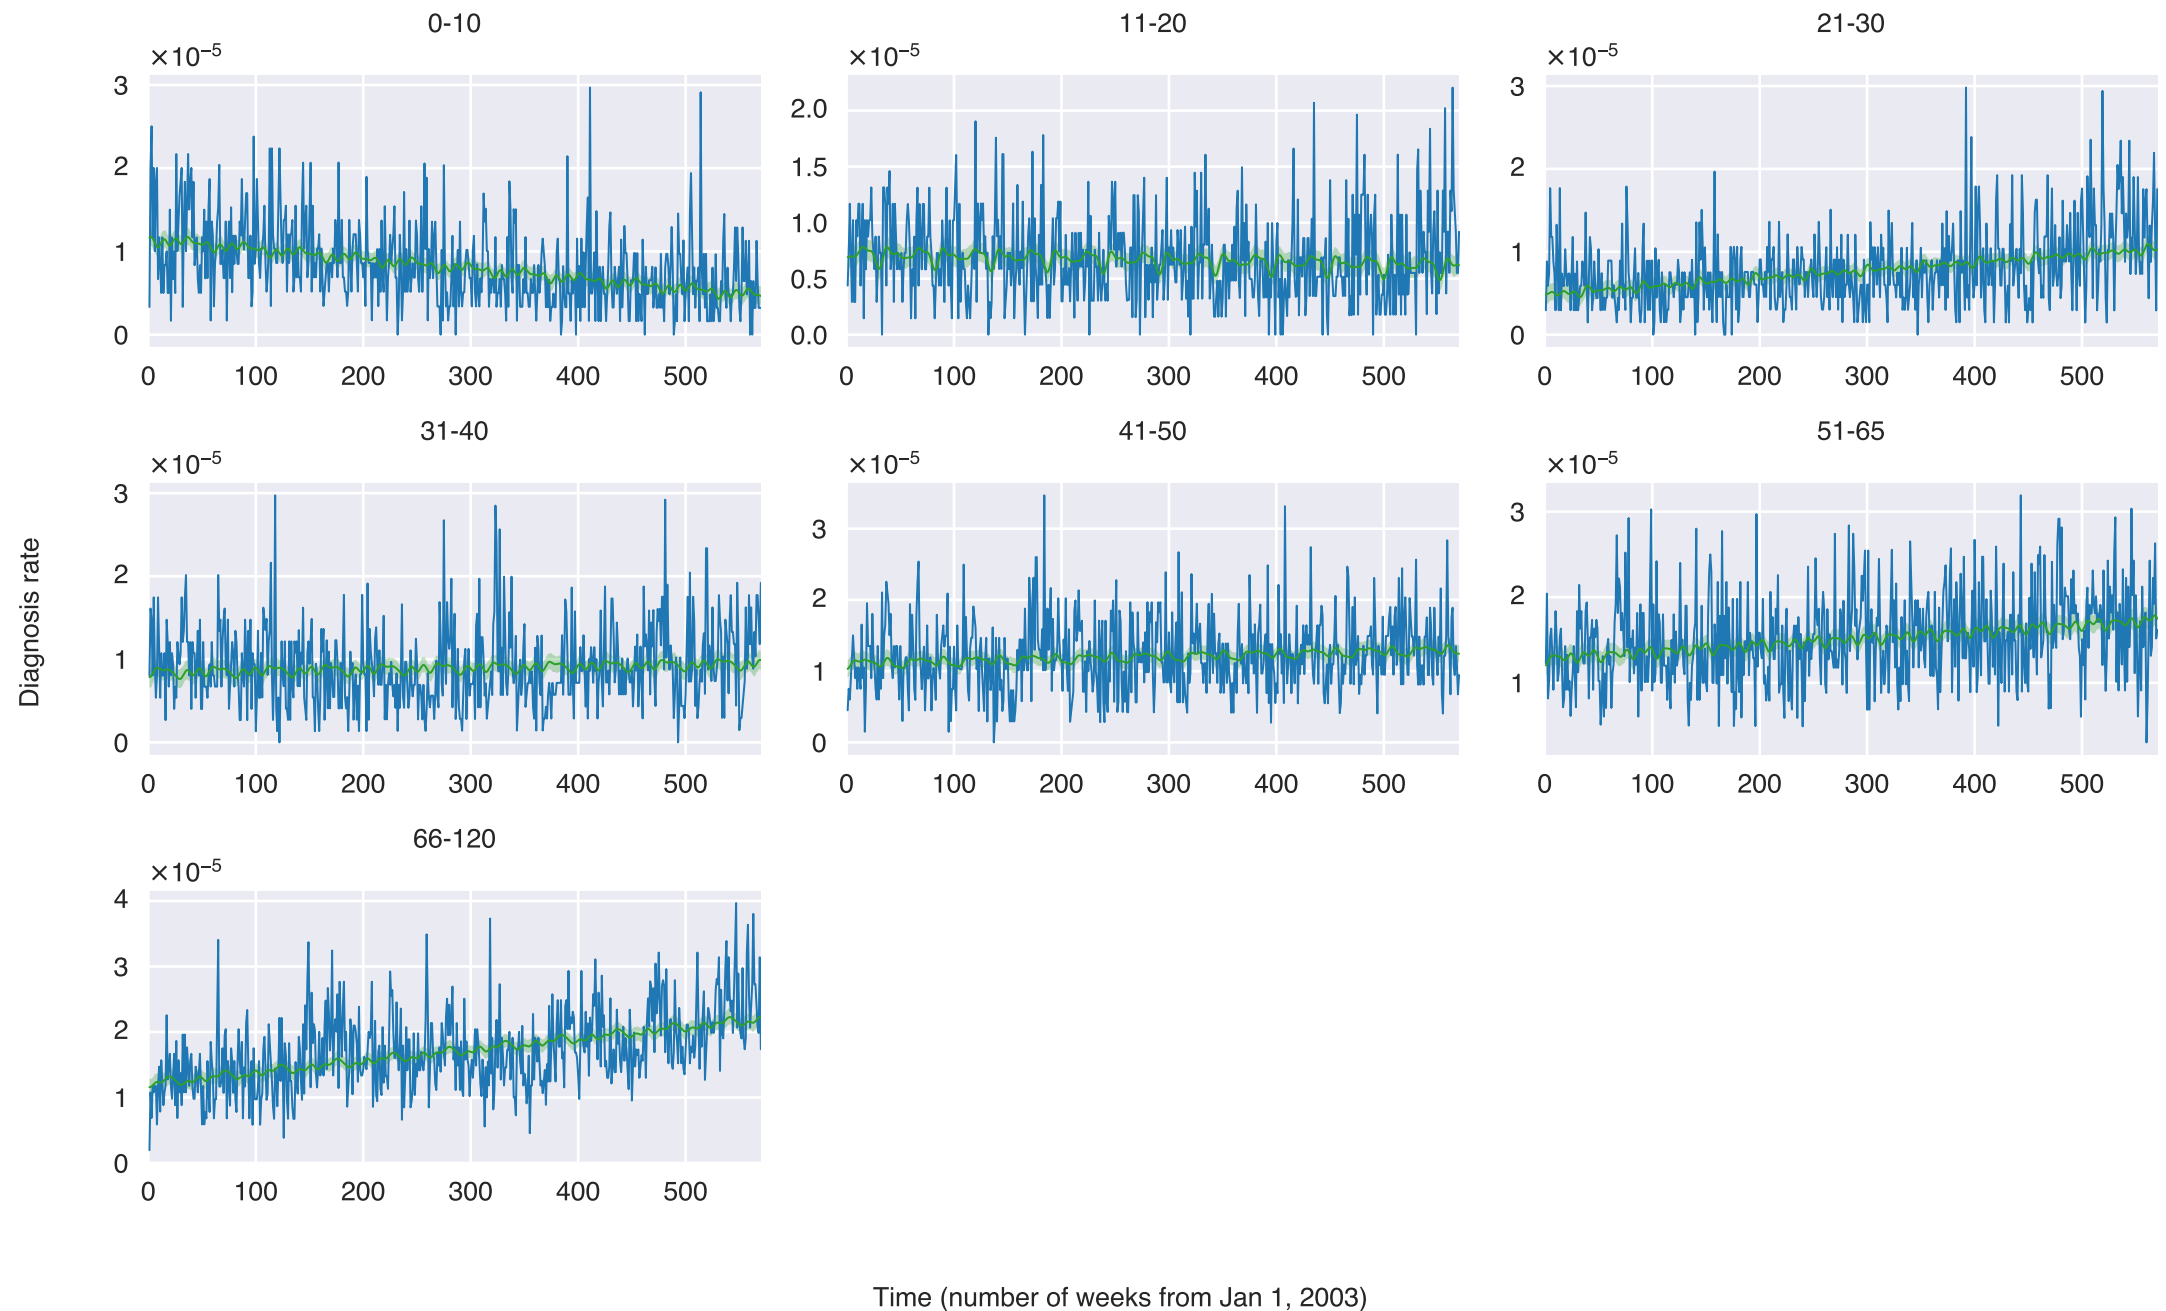 0-10 11-20 21-30
×10⁻⁵ ×10⁻⁵ ×10⁻⁵
3 2.0 3
2 1.5 2
1 1.0 1
0 0.5 0
0.0
0 100 200 300 400 500 0 100 200 300 400 500 0 100 200 300 400 500
31-40 41-50 51-65
×10⁻⁵ ×10⁻⁵ ×10⁻⁵
3 3 3
2 2 2
1 1 1
0 0
0 100 200 300 400 500 0 100 200 300 400 500 0 100 200 300 400 500
Diagnosis rate
66-120
×10⁻⁵
4
3
2
1
0
0 100 200 300 400 500
Time (number of weeks from Jan 1, 2003)